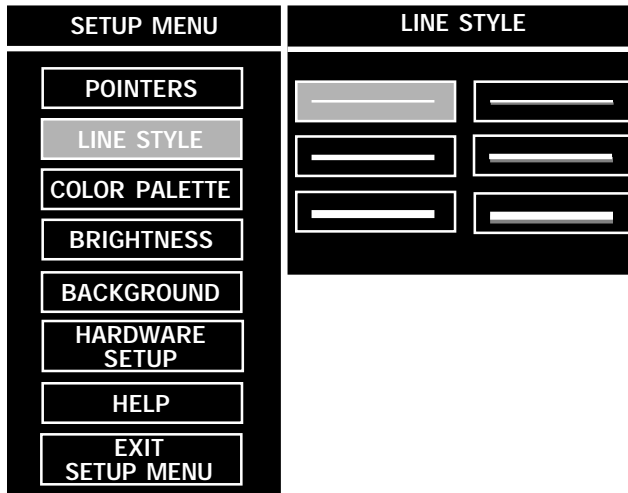 SETUP MENU
POINTERS
LINE STYLE
COLOR PALETTE
BRIGHTNESS
BACKGROUND
HARDWARE
SETUP
HELP
EXIT
SETUP MENU
LINE STYLE